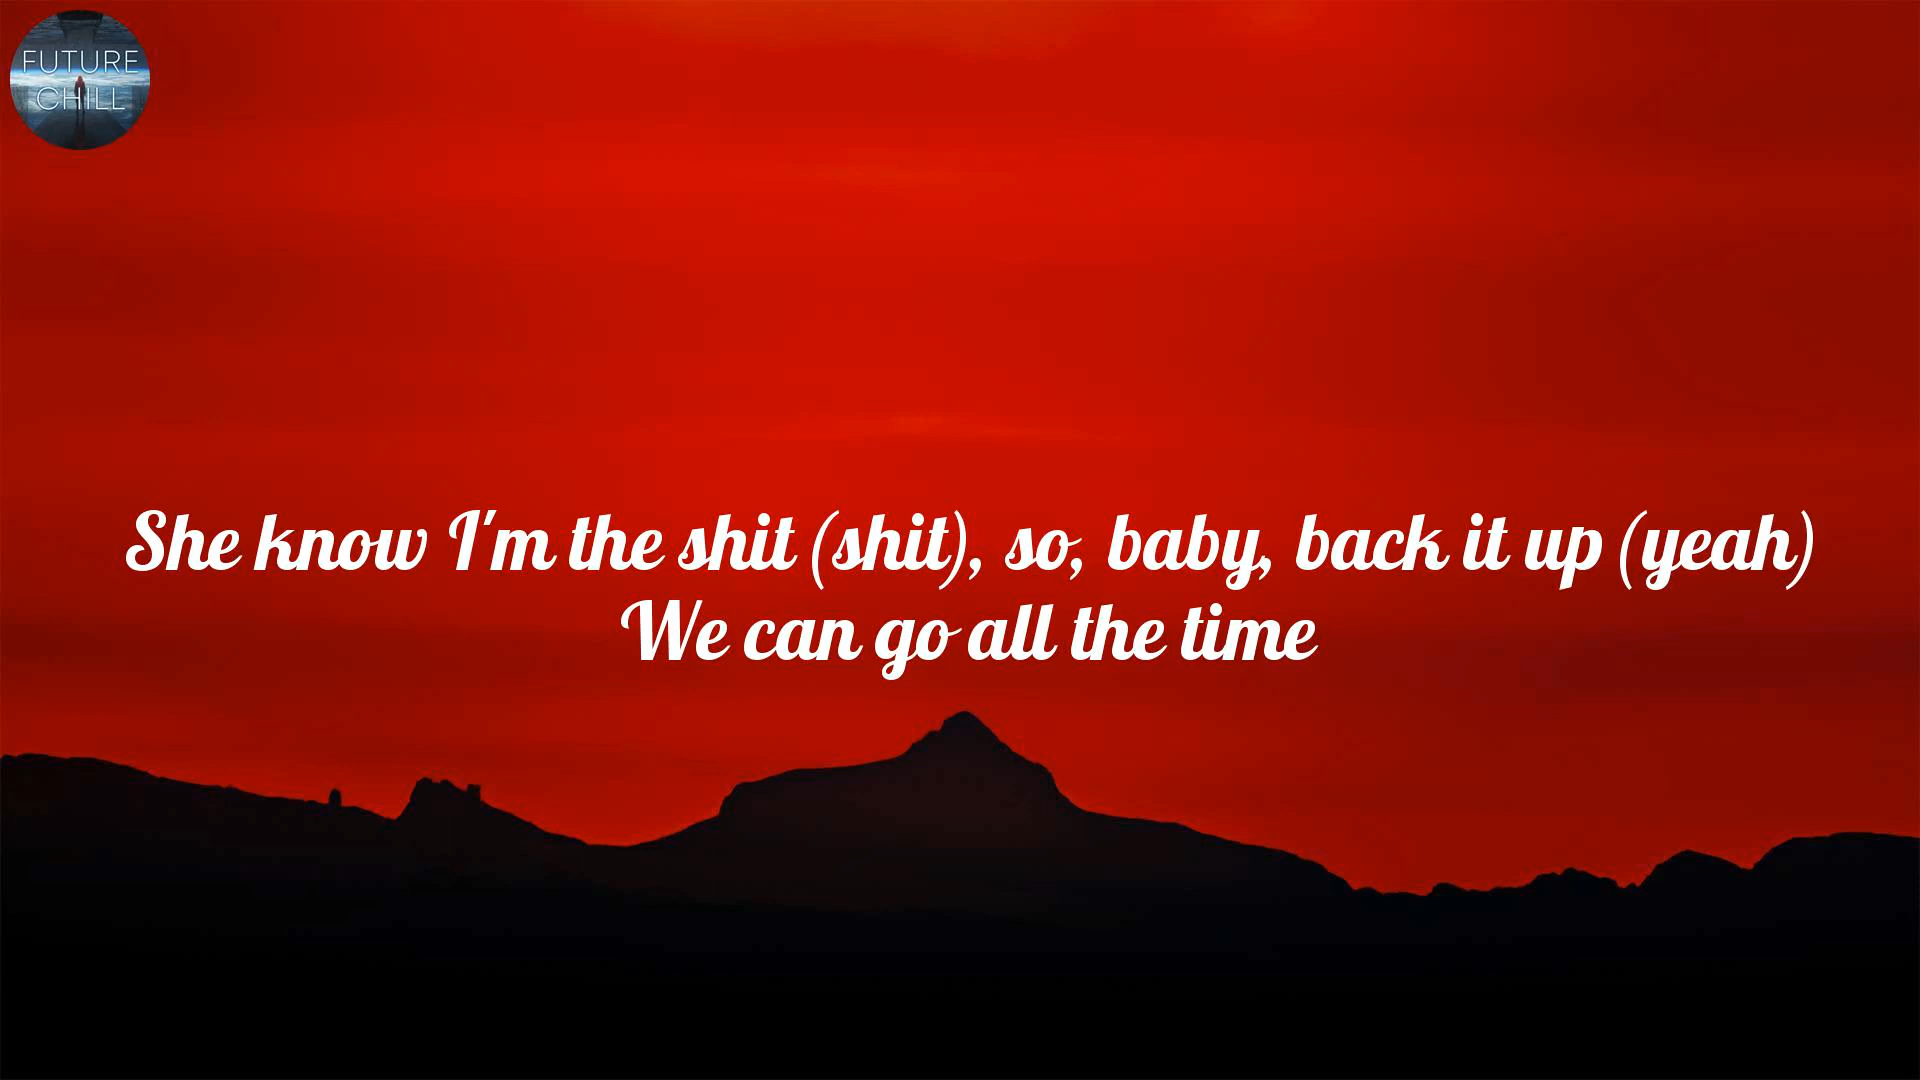 FUTURE
CHILL
She know I'm the shit (shit), so, baby, back it up (yeah)
We can go all the time